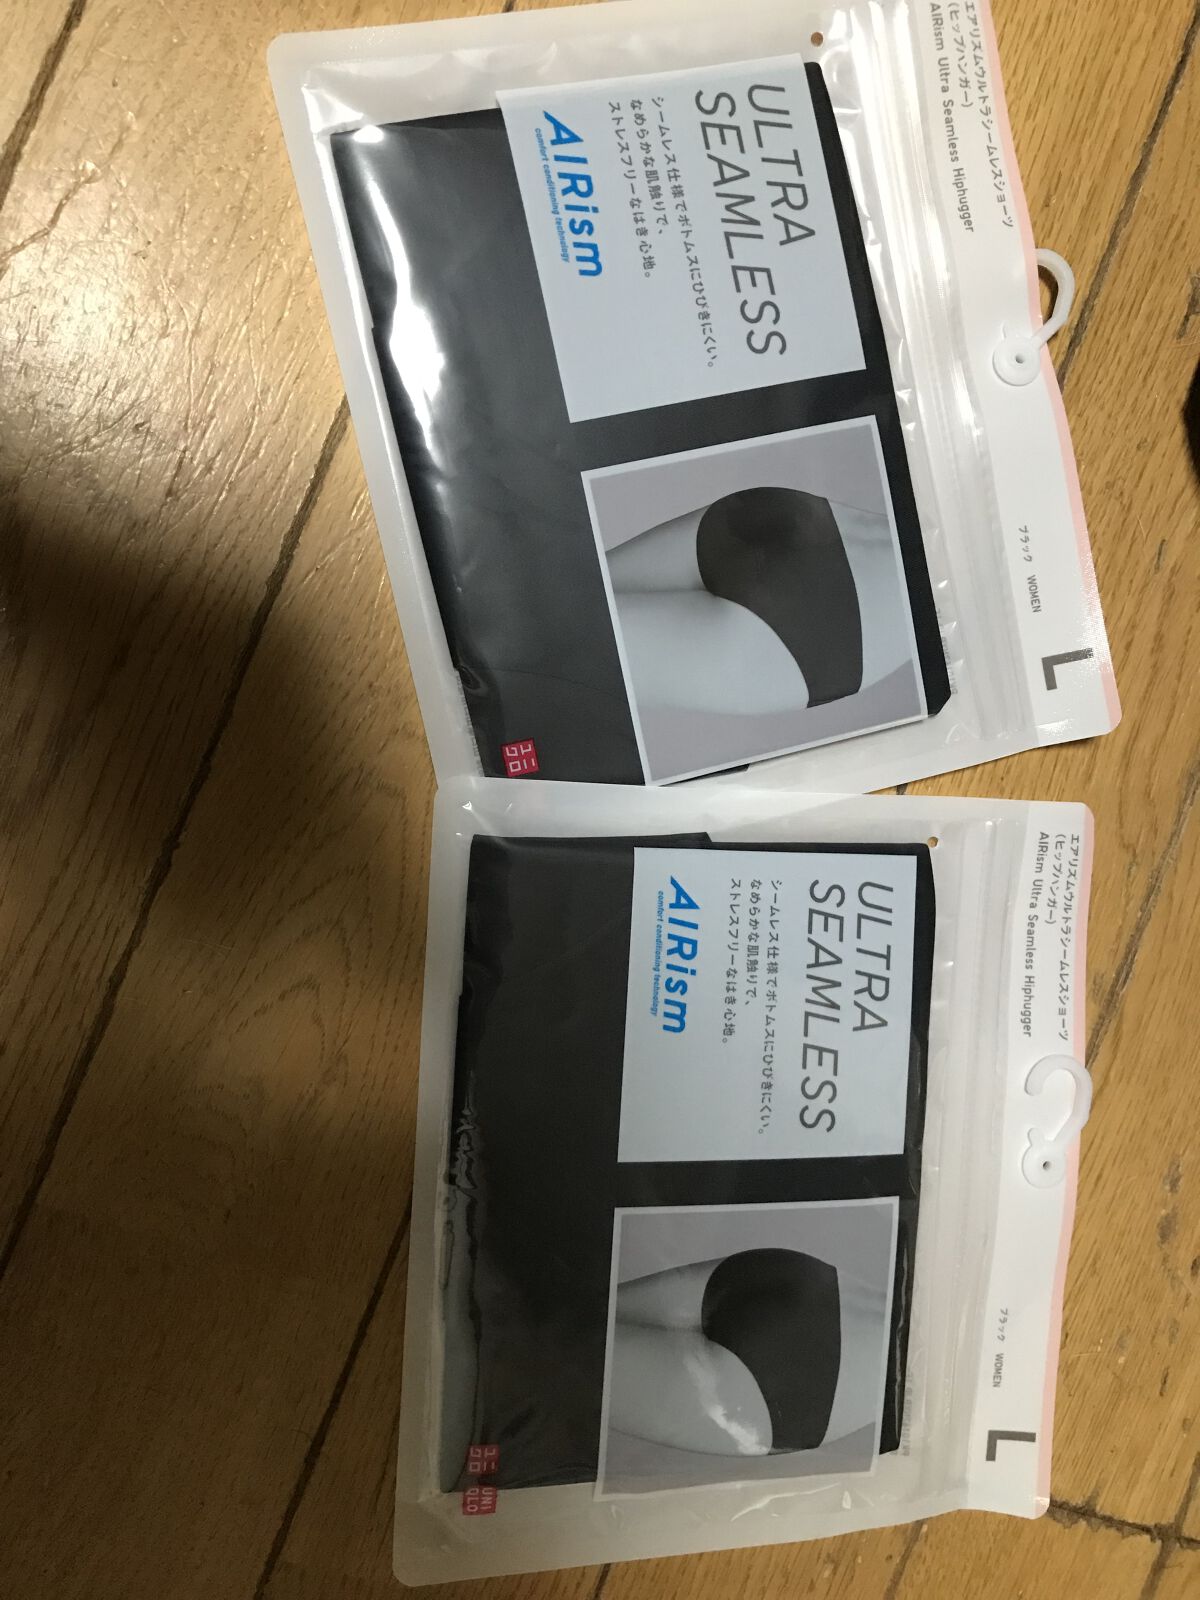 エアリズムウルトラシームレスショーツ
(ヒップハンガー)
AIRism Ultra Seamless Hiphugger
ブラック WOMEN
L
ULTRA
SEAMLESS
シームレス仕様でボトムスにひびきにくい。
なめらかな肌触りで、
ストレスフリーなはき心地。
AIRism
comfort conditioning technology
ユニ
クロ
エアリズムウルトラシームレスショーツ
(ヒップハンガー)
AIRism Ultra Seamless Hiphugger
ブラック WOMEN
L
ULTRA
SEAMLESS
シームレス仕様でボトムスにひびきにくい。
なめらかな肌触りで、
ストレスフリーなはき心地。
AIRism
comfort conditioning technology
ユニ
クロ
UNI
QLO